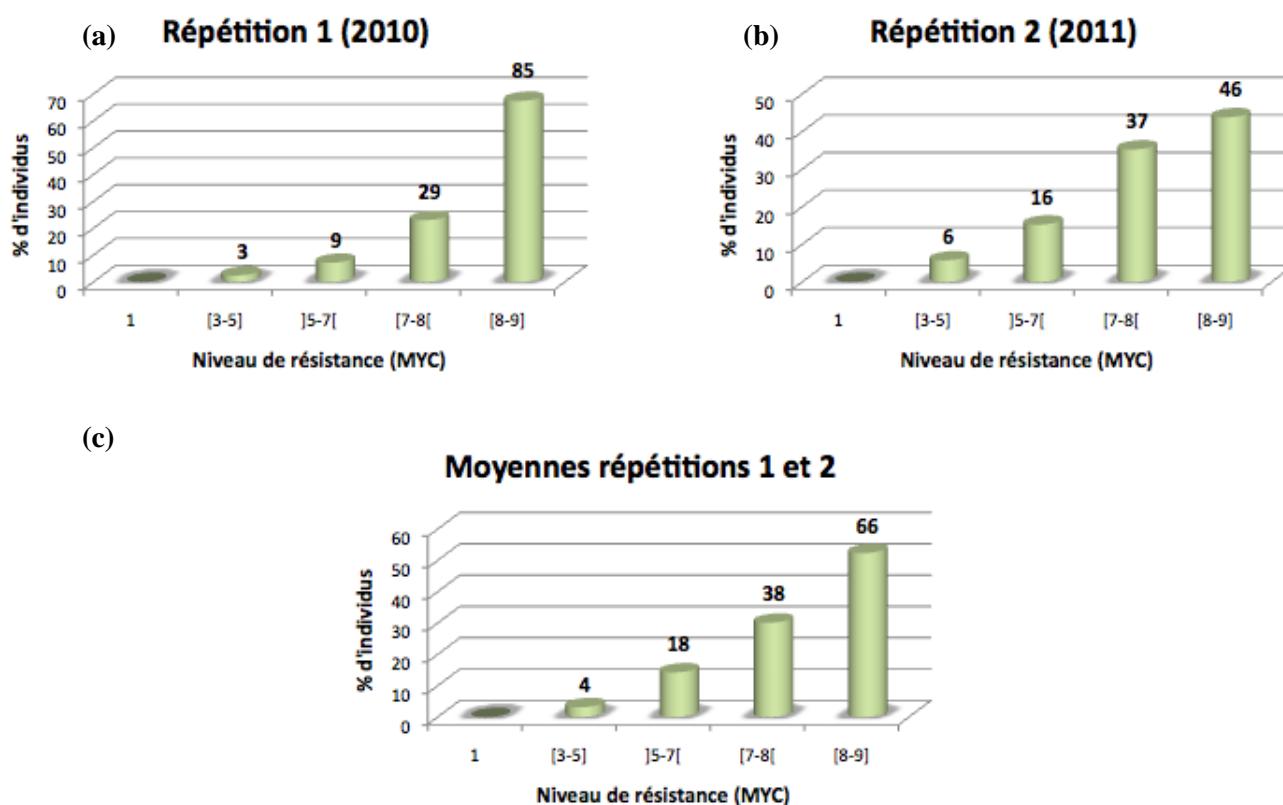 (a) Répétition 1 (2010)
% d'individus
70
60
50
40
30
20
10
0
3
9
29
85
1 [3-5] ]5-7[ [7-8[ [8-9]
Niveau de résistance (MYC)
(b) Répétition 2 (2011)
% d'individus
50
40
30
20
10
0
6
16
37
46
1 [3-5] ]5-7[ [7-8[ [8-9]
Niveau de résistance (MYC)
(c)
Moyennes répétitions 1 et 2
% d'individus
60
50
40
30
20
10
0
4
18
38
66
1 [3-5] ]5-7[ [7-8[ [8-9]
Niveau de résistance (MYC)